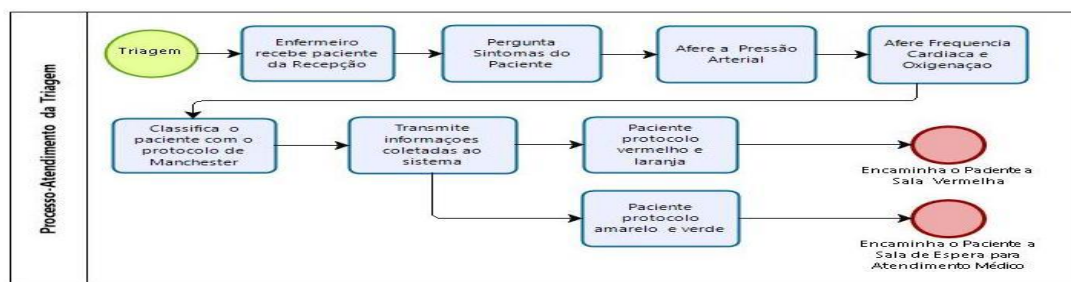 Processo-Atendimento da Triagem
Triagem
Enfermeiro
recebe paciente
da Recepção
Pergunta
Sintomas do
Paciente
Afere a Pressão
Arterial
Afere Frequencia
Cardiaca e
Oxigenaçao
Classifica o
paciente com o
protocolo de
Manchester
Transmite
informaçoes
coletadas ao
sistema
Paciente
protocolo
vermelho e
laranja
Encaminha o Paciente a
Sala Vermelha
Paciente
protocolo
amarelo e verde
Encaminha o Paciente a
Sala de Espera para
Atendimento Médico